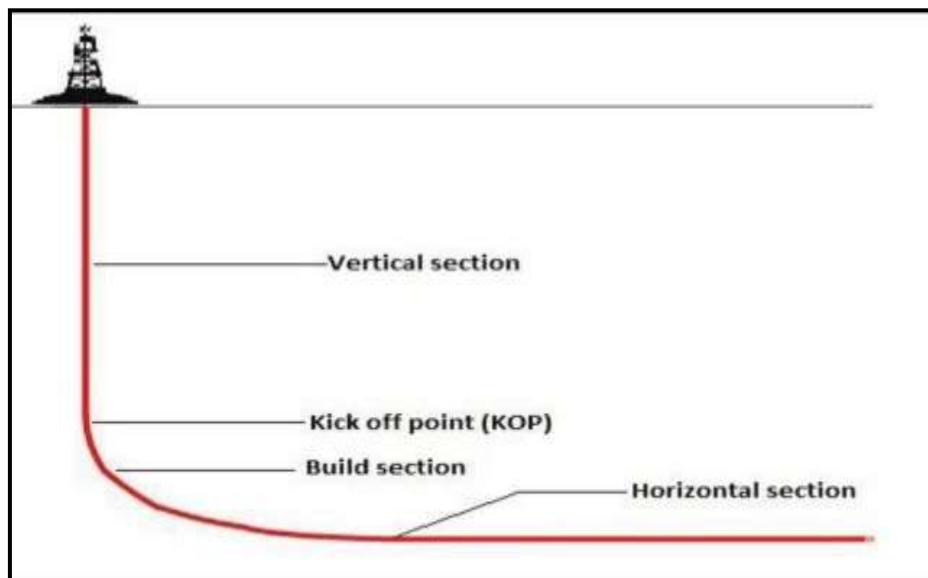 Vertical section
Kick off point (KOP)
Build section
Horizontal section